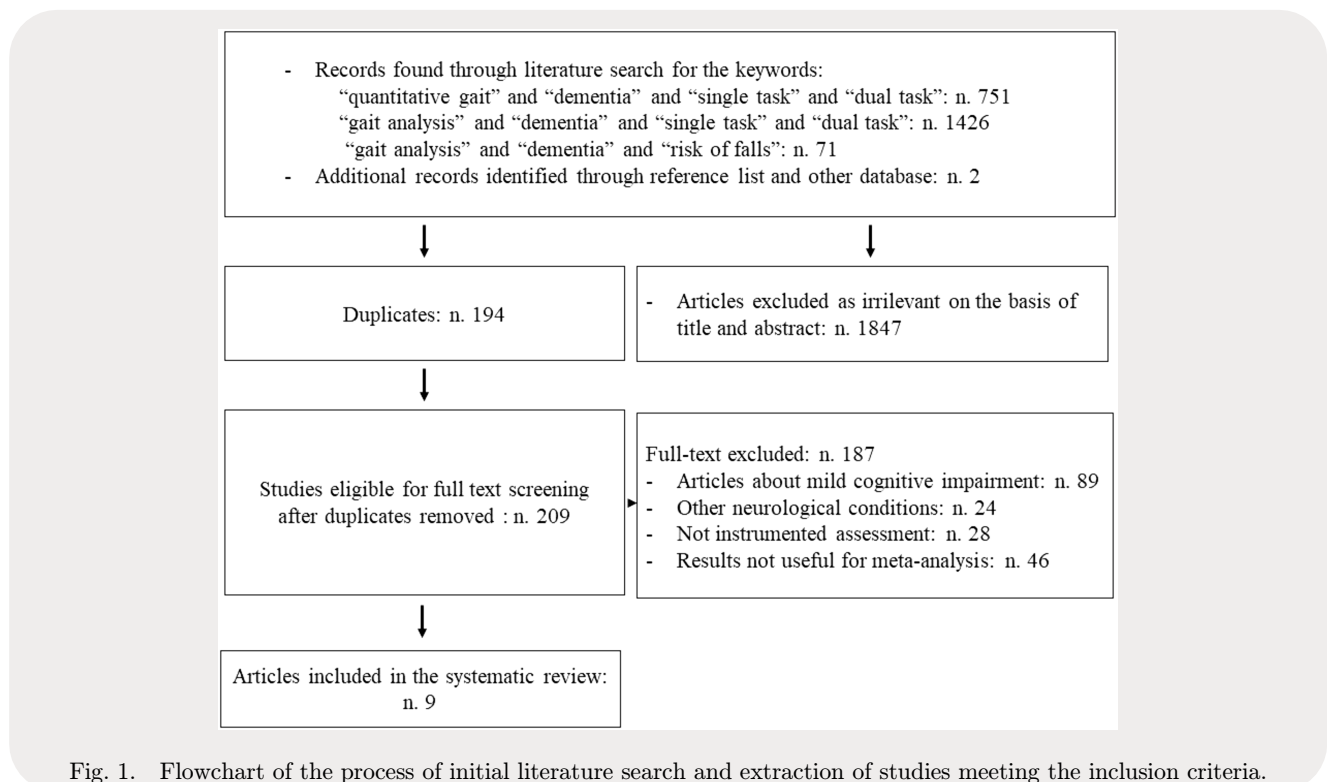 - Records found through literature search for the keywords:
“quantitative gait” and “dementia” and “single task” and “dual task”: n. 751
“gait analysis” and “dementia” and “single task” and “dual task”: n. 1426
“gait analysis” and “dementia” and “risk of falls”: n. 71
- Additional records identified through reference list and other database: n. 2
Duplicates: n. 194
- Articles excluded as irrilevant on the basis of
title and abstract: n. 1847
Studies eligible for full text screening
after duplicates removed : n. 209
Full-text excluded: n. 187
- Articles about mild cognitive impairment: n. 89
- Other neurological conditions: n. 24
- Not instrumented assessment: n. 28
- Results not useful for meta-analysis: n. 46
Articles included in the systematic review:
n. 9
Fig. 1. Flowchart of the process of initial literature search and extraction of studies meeting the inclusion criteria.